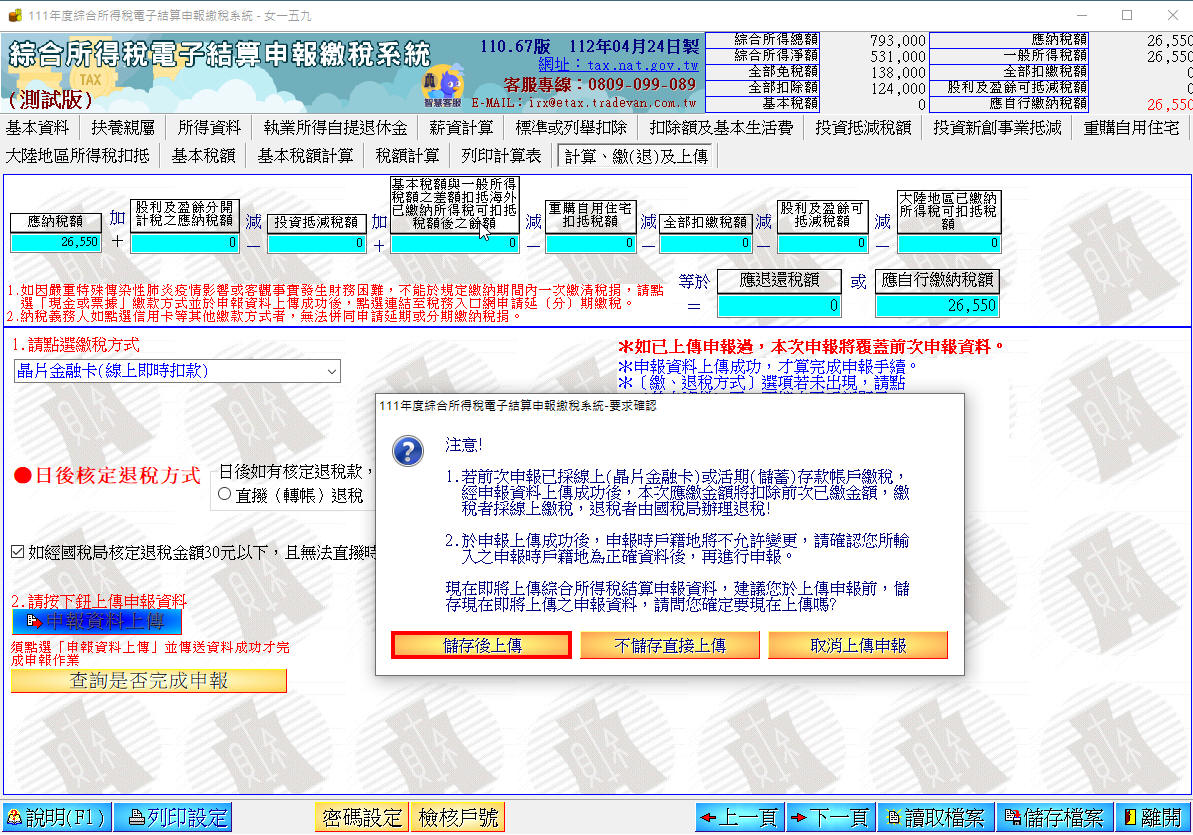 111年度綜合所得稅電子結算申報繳稅系統 - 女一五九
綜合所得稅電子結算申報繳稅系統
TAX
(測試版)
110.67版 112年04月24日製
網址：tax.nat.gov.tw
客服專線：0809-099-089
E-MAIL：irx@etax.tradevan.com.tw
智慧客服
綜合所得總額 793,000 應納稅額 26,550
綜合所得淨額 531,000 一般所得稅額 26,550
全部免稅額 138,000 全部扣繳稅額 0
全部扣除額 124,000 股利及盈餘可抵減稅額 0
基本稅額 0 應自行繳納稅額 26,550
基本資料 扶養親屬 所得資料 執業所得自提退休金 薪資計算 標準或列舉扣除 扣除額及基本生活費 投資抵減稅額 投資新創事業抵減 重購自用住宅
大陸地區所得稅扣抵 基本稅額 基本稅額計算 稅額計算 列印計算表 計算、繳(退)及上傳
應納稅額
26,550
加
＋
股利及盈餘分開
計稅之應納稅額
0
減
－
投資抵減稅額
0
加
＋
基本稅額與一般所得
稅額之差額扣抵海外
已繳納所得稅可扣抵
稅額後之餘額
0
減
－
重購自用住宅
扣抵稅額
0
減
－
全部扣繳稅額
0
減
－
股利及盈餘可
抵減稅額
0
減
－
大陸地區已繳納
所得稅可扣抵稅
額
0
等於
＝
應退還稅額
0
或
應自行繳納稅額
26,550
1.如因嚴重特殊傳染性肺炎疫情影響或客觀事實發生財務困難，不能於規定繳納期間內一次繳清稅捐，請點
選「現金或票據」繳款方式並於申報資料上傳成功後，點選連結至稅務入口網申請延（分）期繳稅。
2.納稅義務人如點選信用卡等其他繳款方式者，無法併同申請延期或分期繳納稅捐。
1.請點選繳稅方式
晶片金融卡(線上即時扣款)
＊如已上傳申報過，本次申報將覆蓋前次申報資料。
＊申報資料上傳成功，才算完成申報手續。
＊〔繳、退稅方式〕選項若未出現，請點
●日後核定退稅方式
日後如有核定退稅款，
直撥（轉帳）退稅
如經國稅局核定退稅金額30元以下，且無法直撥時
2.請按下鈕上傳申報資料
申報資料上傳
須點選「申報資料上傳」並傳送資料成功才完
成申報作業
查詢是否完成申報
111年度綜合所得稅電子結算申報繳稅系統-要求確認
注意!
1.若前次申報已採線上(晶片金融卡)或活期(儲蓄)存款帳戶繳稅，
經申報資料上傳成功後，本次應繳金額將扣除前次已繳金額，繳
稅者採線上繳稅，退稅者由國稅局辦理退稅!
2.於申報上傳成功後，申報時戶籍地將不允許變更，請確認您所輸
入之申報時戶籍地為正確資料後，再進行申報。
現在即將上傳綜合所得稅結算申報資料，建議您於上傳申報前，儲
存現在即將上傳之申報資料，請問您確定要現在上傳嗎?
儲存後上傳 不儲存直接上傳 取消上傳申報
說明(F1) 列印設定 密碼設定 檢核戶號 上一頁 下一頁 讀取檔案 儲存檔案 離開